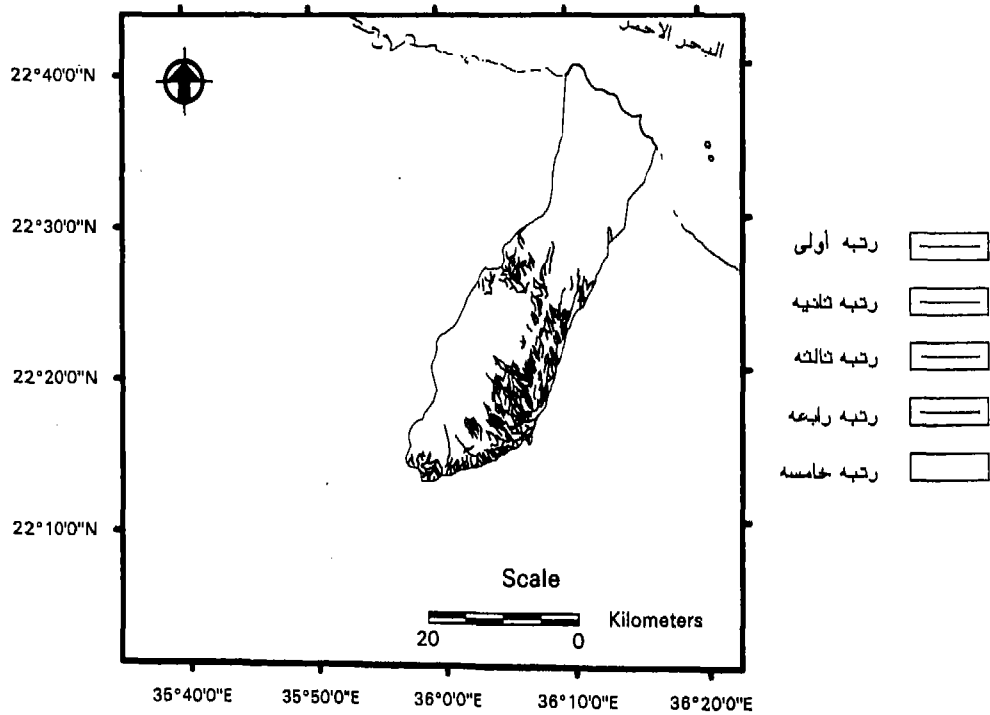 البحر الاحمر
22°40'0"N
22°30'0"N
22°20'0"N
22°10'0"N
رتبه أولى
رتبه ثانيه
رتبه ثالثه
رتبه رابعه
رتبه خامسه
Scale
20 0 Kilometers
35°40'0"E 35°50'0"E 36°0'0"E 36°10'0"E 36°20'0"E